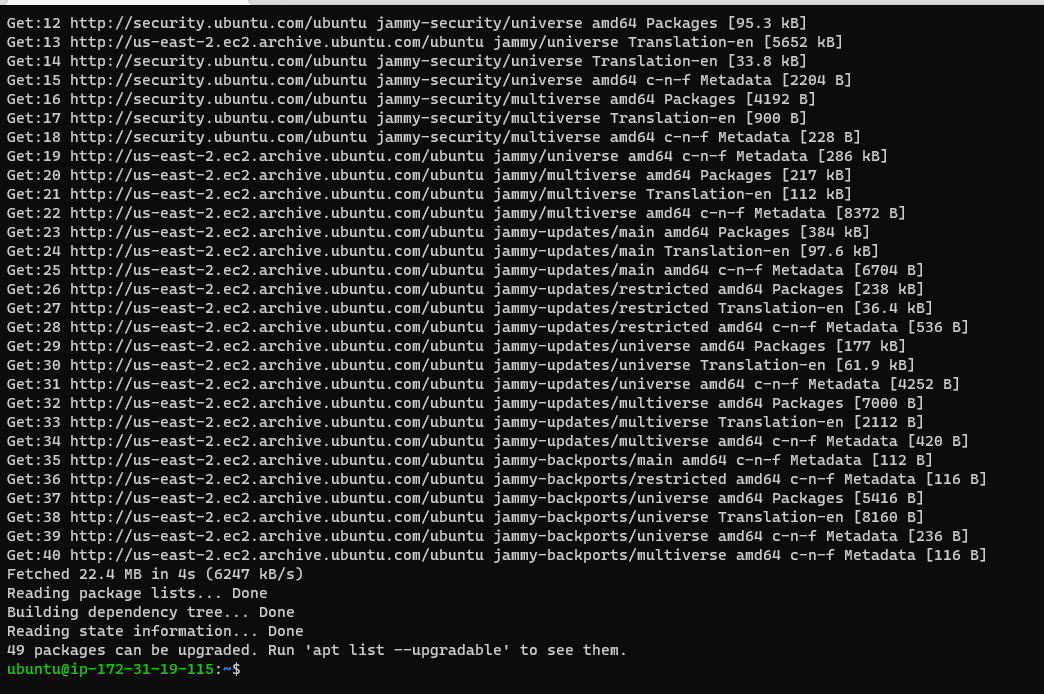 Get:12 http://security.ubuntu.com/ubuntu jammy-security/universe amd64 Packages [95.3 kB]
Get:13 http://us-east-2.ec2.archive.ubuntu.com/ubuntu jammy/universe Translation-en [5652 kB]
Get:14 http://security.ubuntu.com/ubuntu jammy-security/universe Translation-en [33.8 kB]
Get:15 http://security.ubuntu.com/ubuntu jammy-security/universe amd64 c-n-f Metadata [2204 B]
Get:16 http://security.ubuntu.com/ubuntu jammy-security/multiverse amd64 Packages [4192 B]
Get:17 http://security.ubuntu.com/ubuntu jammy-security/multiverse Translation-en [900 B]
Get:18 http://security.ubuntu.com/ubuntu jammy-security/multiverse amd64 c-n-f Metadata [228 B]
Get:19 http://us-east-2.ec2.archive.ubuntu.com/ubuntu jammy/universe amd64 c-n-f Metadata [286 kB]
Get:20 http://us-east-2.ec2.archive.ubuntu.com/ubuntu jammy/multiverse amd64 Packages [217 kB]
Get:21 http://us-east-2.ec2.archive.ubuntu.com/ubuntu jammy/multiverse Translation-en [112 kB]
Get:22 http://us-east-2.ec2.archive.ubuntu.com/ubuntu jammy/multiverse amd64 c-n-f Metadata [8372 B]
Get:23 http://us-east-2.ec2.archive.ubuntu.com/ubuntu jammy-updates/main amd64 Packages [384 kB]
Get:24 http://us-east-2.ec2.archive.ubuntu.com/ubuntu jammy-updates/main Translation-en [97.6 kB]
Get:25 http://us-east-2.ec2.archive.ubuntu.com/ubuntu jammy-updates/main amd64 c-n-f Metadata [6704 B]
Get:26 http://us-east-2.ec2.archive.ubuntu.com/ubuntu jammy-updates/restricted amd64 Packages [238 kB]
Get:27 http://us-east-2.ec2.archive.ubuntu.com/ubuntu jammy-updates/restricted Translation-en [36.4 kB]
Get:28 http://us-east-2.ec2.archive.ubuntu.com/ubuntu jammy-updates/restricted amd64 c-n-f Metadata [536 B]
Get:29 http://us-east-2.ec2.archive.ubuntu.com/ubuntu jammy-updates/universe amd64 Packages [177 kB]
Get:30 http://us-east-2.ec2.archive.ubuntu.com/ubuntu jammy-updates/universe Translation-en [61.9 kB]
Get:31 http://us-east-2.ec2.archive.ubuntu.com/ubuntu jammy-updates/universe amd64 c-n-f Metadata [4252 B]
Get:32 http://us-east-2.ec2.archive.ubuntu.com/ubuntu jammy-updates/multiverse amd64 Packages [7000 B]
Get:33 http://us-east-2.ec2.archive.ubuntu.com/ubuntu jammy-updates/multiverse Translation-en [2112 B]
Get:34 http://us-east-2.ec2.archive.ubuntu.com/ubuntu jammy-updates/multiverse amd64 c-n-f Metadata [420 B]
Get:35 http://us-east-2.ec2.archive.ubuntu.com/ubuntu jammy-backports/main amd64 c-n-f Metadata [112 B]
Get:36 http://us-east-2.ec2.archive.ubuntu.com/ubuntu jammy-backports/restricted amd64 c-n-f Metadata [116 B]
Get:37 http://us-east-2.ec2.archive.ubuntu.com/ubuntu jammy-backports/universe amd64 Packages [5416 B]
Get:38 http://us-east-2.ec2.archive.ubuntu.com/ubuntu jammy-backports/universe Translation-en [8160 B]
Get:39 http://us-east-2.ec2.archive.ubuntu.com/ubuntu jammy-backports/universe amd64 c-n-f Metadata [236 B]
Get:40 http://us-east-2.ec2.archive.ubuntu.com/ubuntu jammy-backports/multiverse amd64 c-n-f Metadata [116 B]
Fetched 22.4 MB in 4s (6247 kB/s)
Reading package lists... Done
Building dependency tree... Done
Reading state information... Done
49 packages can be upgraded. Run 'apt list --upgradable' to see them.
ubuntu@ip-172-31-19-115:~$